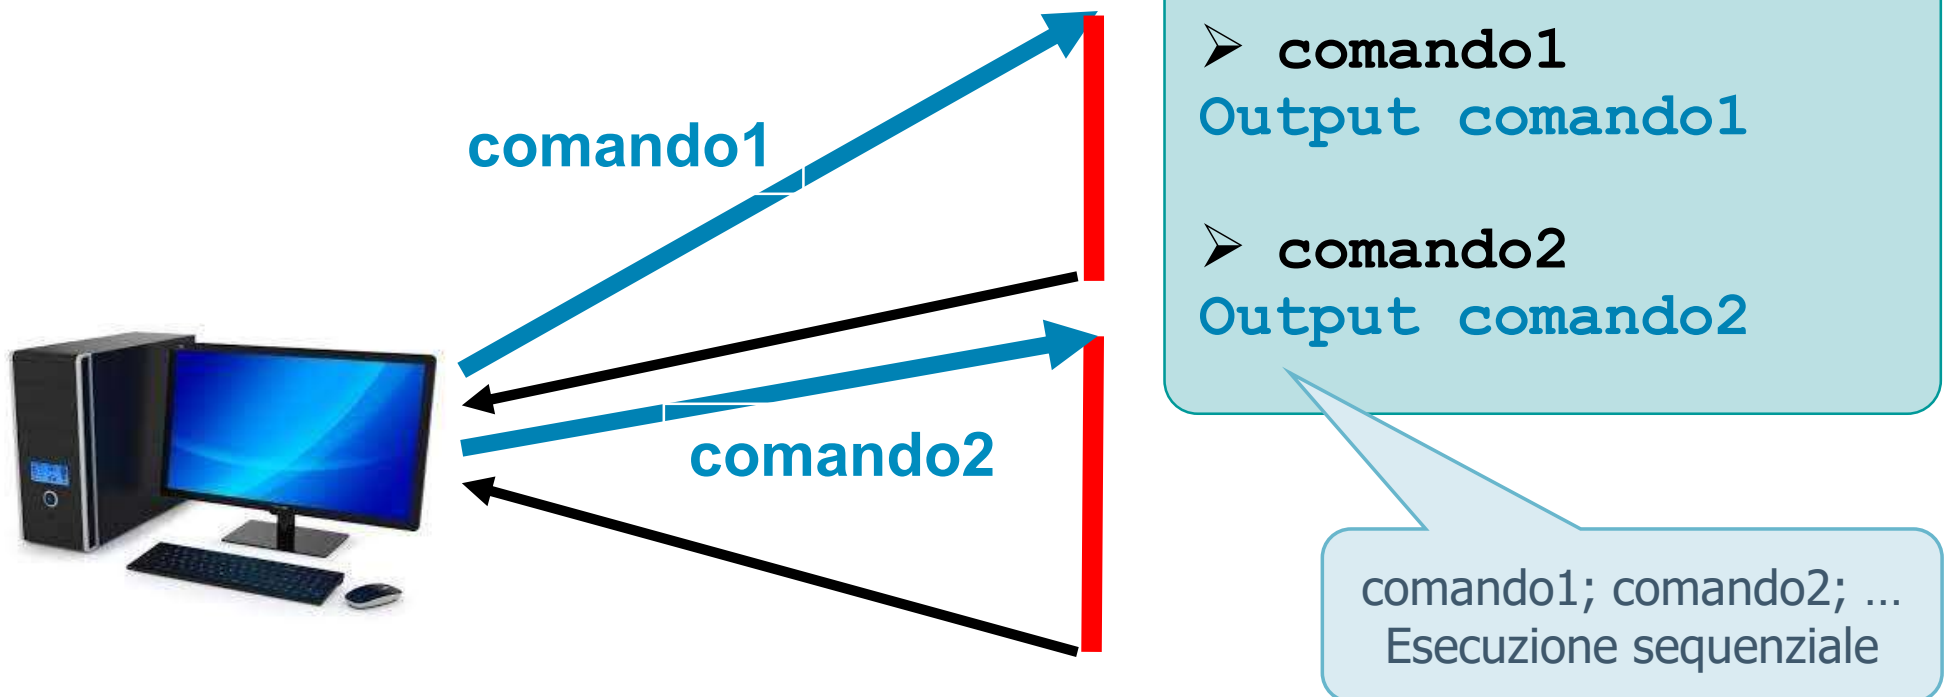 comando1
comando2
➢ comando1
Output comando1
➢ comando2
Output comando2
comando1; comando2; …
Esecuzione sequenziale